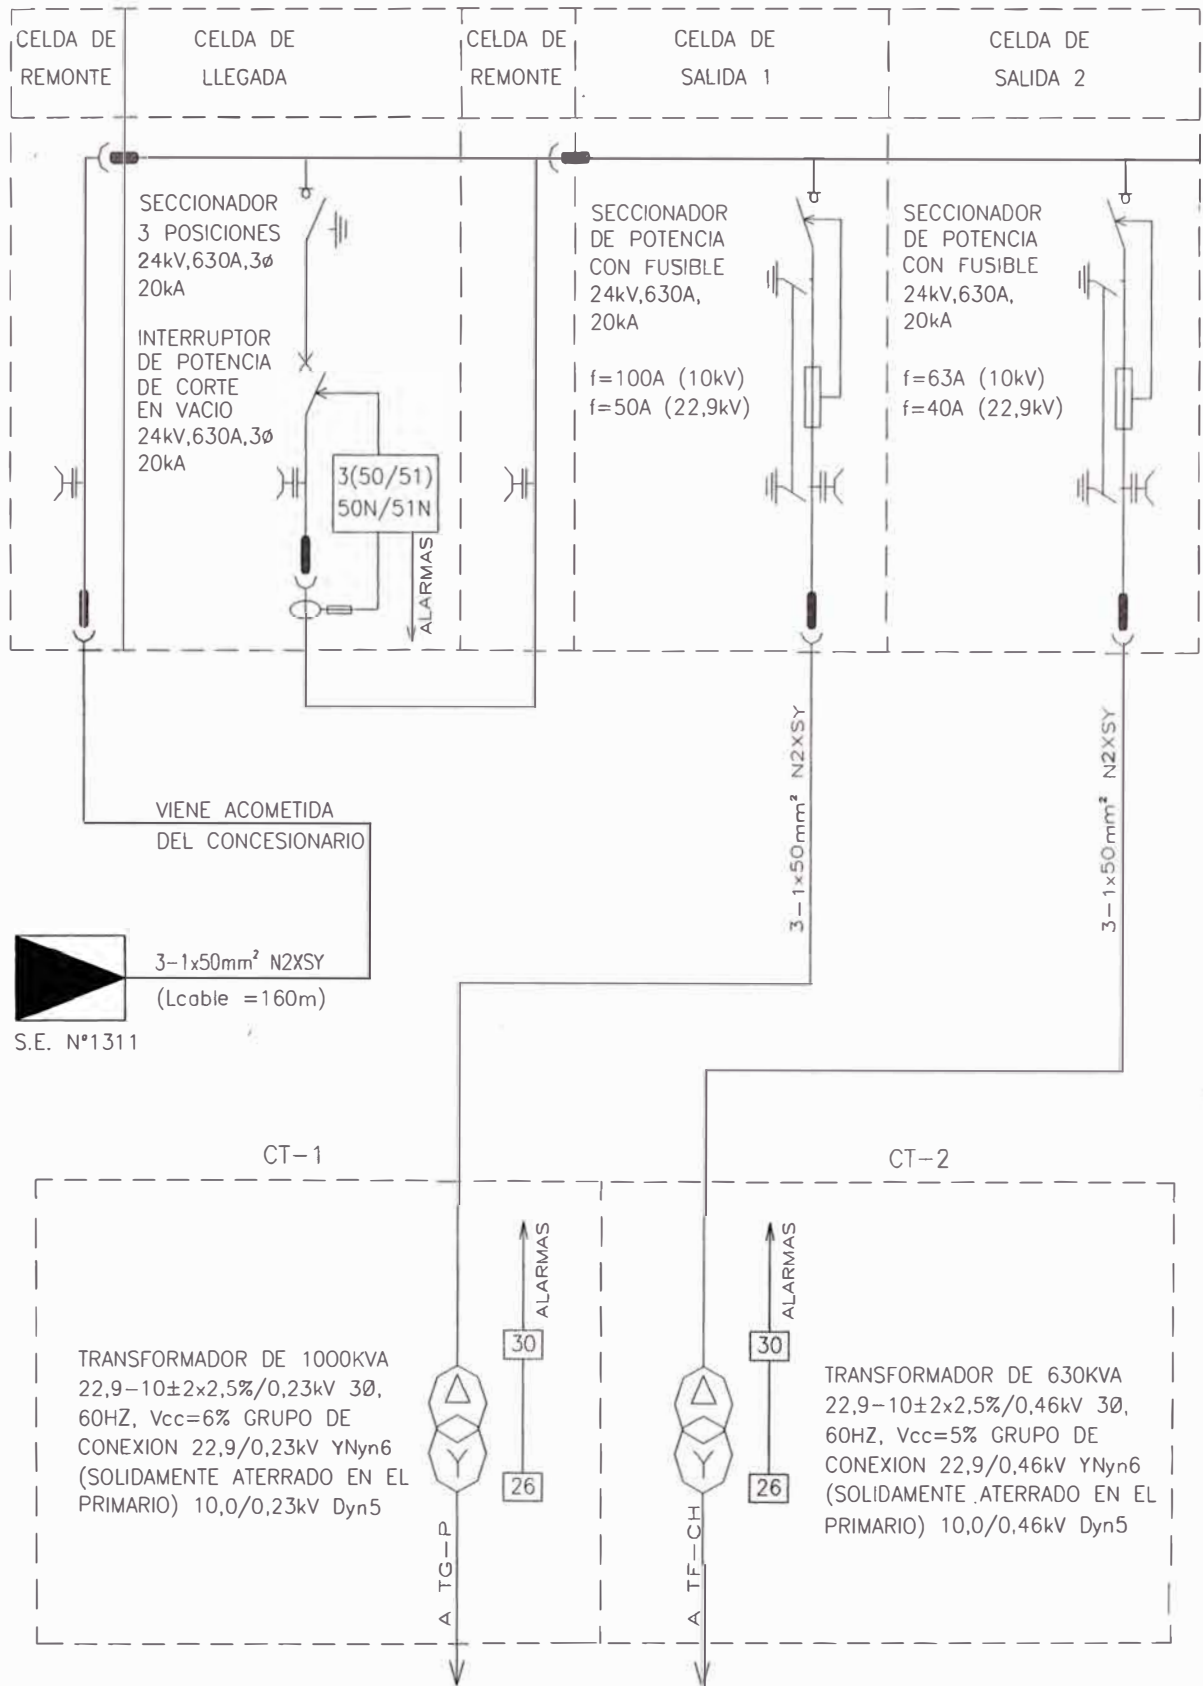 CELDA DE
REMONTE
CELDA DE
LLEGADA
CELDA DE
REMONTE
CELDA DE
SALIDA 1
CELDA DE
SALIDA 2
SECCIONADOR
3 POSICIONES
24kV,630A,3ø
20kA
INTERRUPTOR
DE POTENCIA
DE CORTE
EN VACIO
24kV,630A,3ø
20kA
3(50/51)
50N/51N
ALARMAS
SECCIONADOR
DE POTENCIA
CON FUSIBLE
24kV,630A,
20kA
f=100A (10kV)
f=50A (22,9kV)
SECCIONADOR
DE POTENCIA
CON FUSIBLE
24kV,630A,
20kA
f=63A (10kV)
f=40A (22,9kV)
3-1x50mm² N2XSY
3-1x50mm² N2XSY
VIENE ACOMETIDA
DEL CONCESIONARIO
3-1x50mm² N2XSY
(Lcable =160m)
S.E. N°1311
CT-1
CT-2
ALARMAS
30
26
TRANSFORMADOR DE 1000KVA
22,9-10±2x2,5%/0,23kV 3Ø,
60HZ, Vcc=6% GRUPO DE
CONEXION 22,9/0,23kV YNyn6
(SOLIDAMENTE ATERRADO EN EL
PRIMARIO) 10,0/0,23kV Dyn5
Δ
Y
A TG-P
ALARMAS
30
26
Δ
Y
A TF-CH
TRANSFORMADOR DE 630KVA
22,9-10±2x2,5%/0,46kV 3Ø,
60HZ, Vcc=5% GRUPO DE
CONEXION 22,9/0,46kV YNyn6
(SOLIDAMENTE ATERRADO EN EL
PRIMARIO) 10,0/0,46kV Dyn5